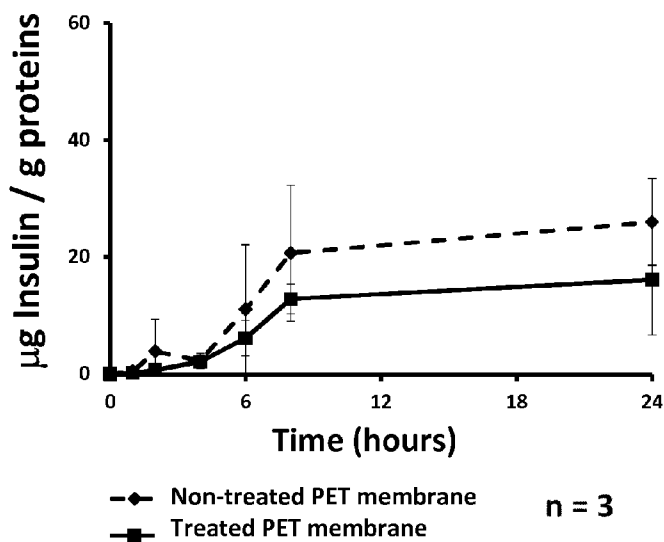 60
40
20
0
μg Insulin / g proteins
0 6 12 18 24
Time (hours)
Non-treated PET membrane
Treated PET membrane
n = 3